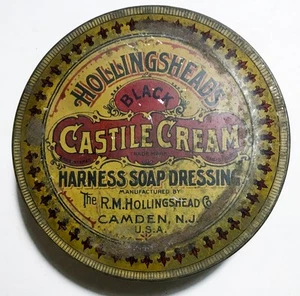 HOLLINGSHEAD'S
BLACK
CASTILE CREAM
HARNESS SOAP DRESSING
MANUFACTURED BY
The R.M. HOLLINGSHEAD Co.
CAMDEN, N.J.
U.S.A.